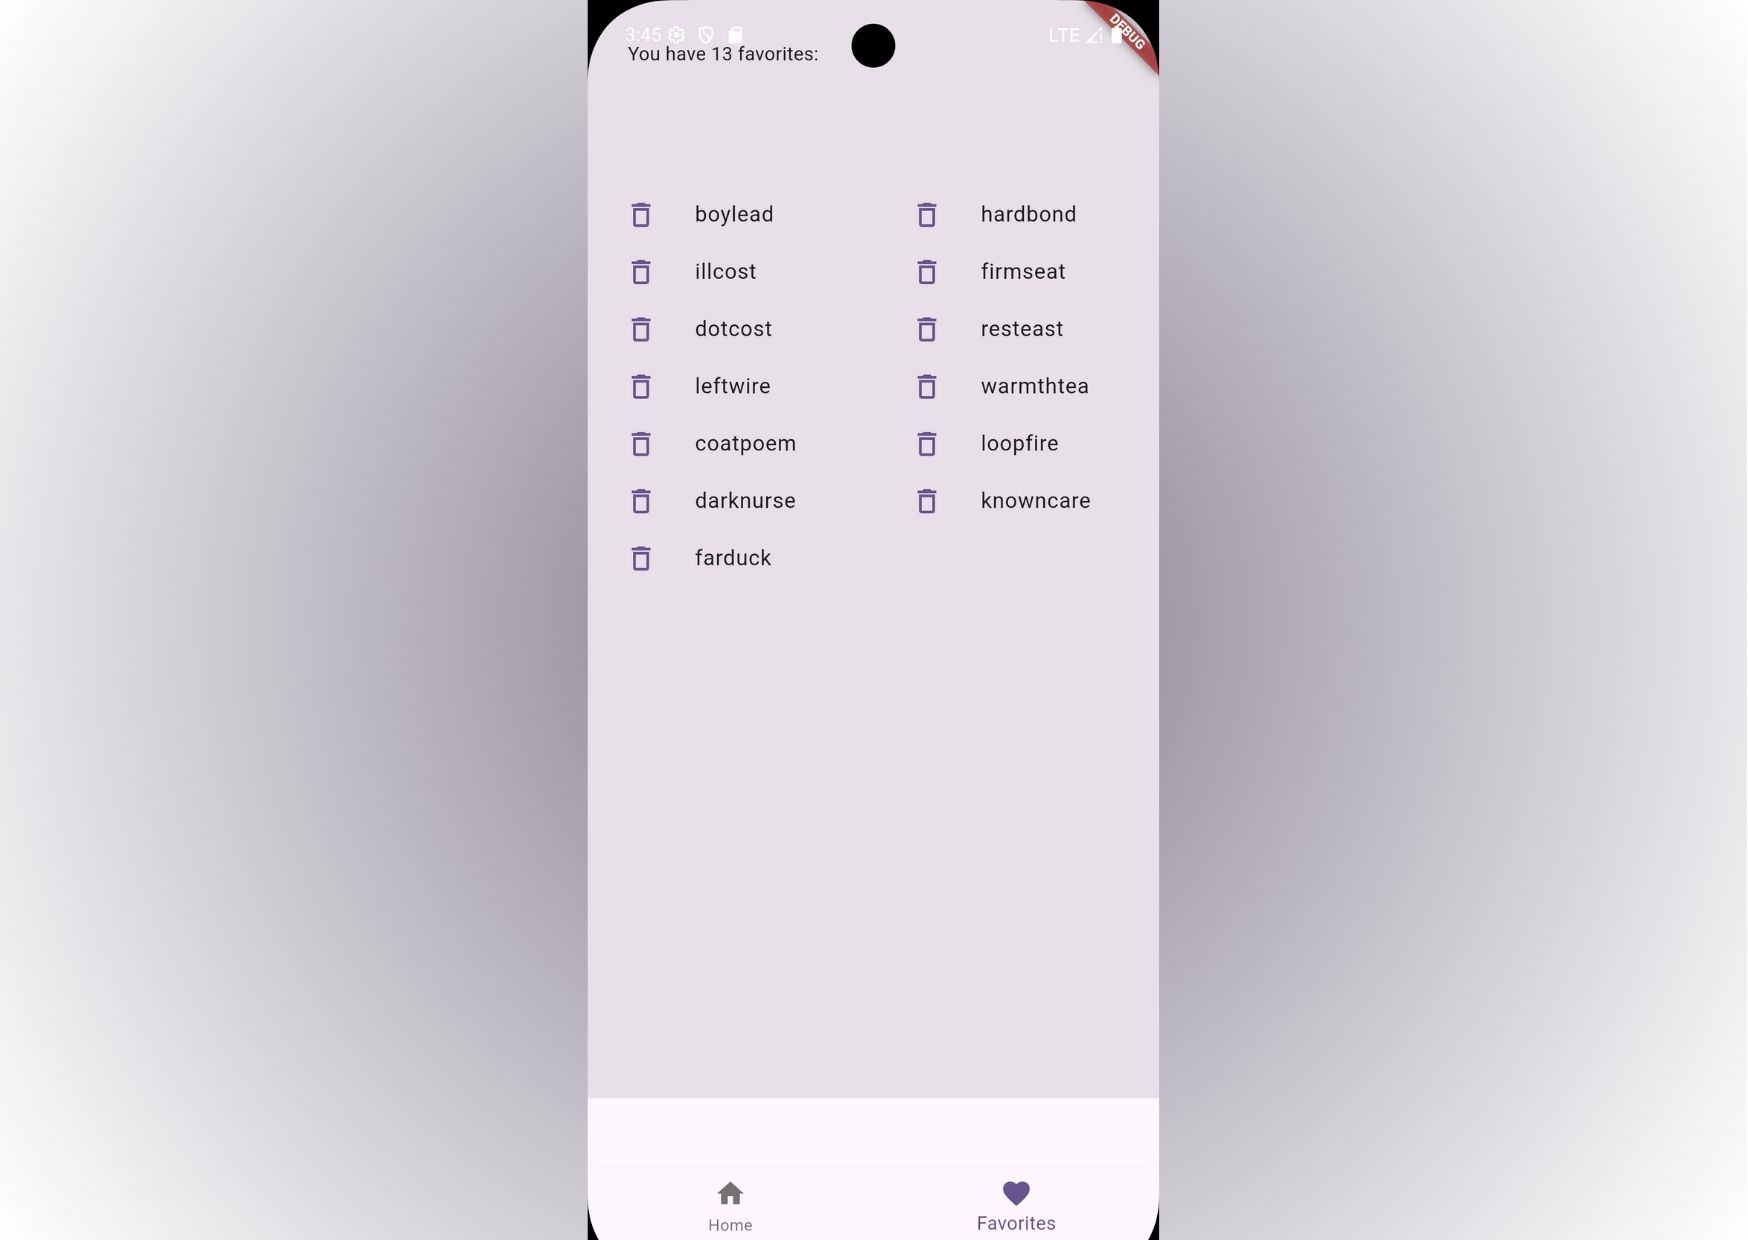 3:45
LTE
DEBUG
You have 13 favorites:
boylead
hardbond
illcost
firmseat
dotcost
resteast
leftwire
warmthtea
coatpoem
loopfire
darknurse
knowncare
farduck
Home
Favorites